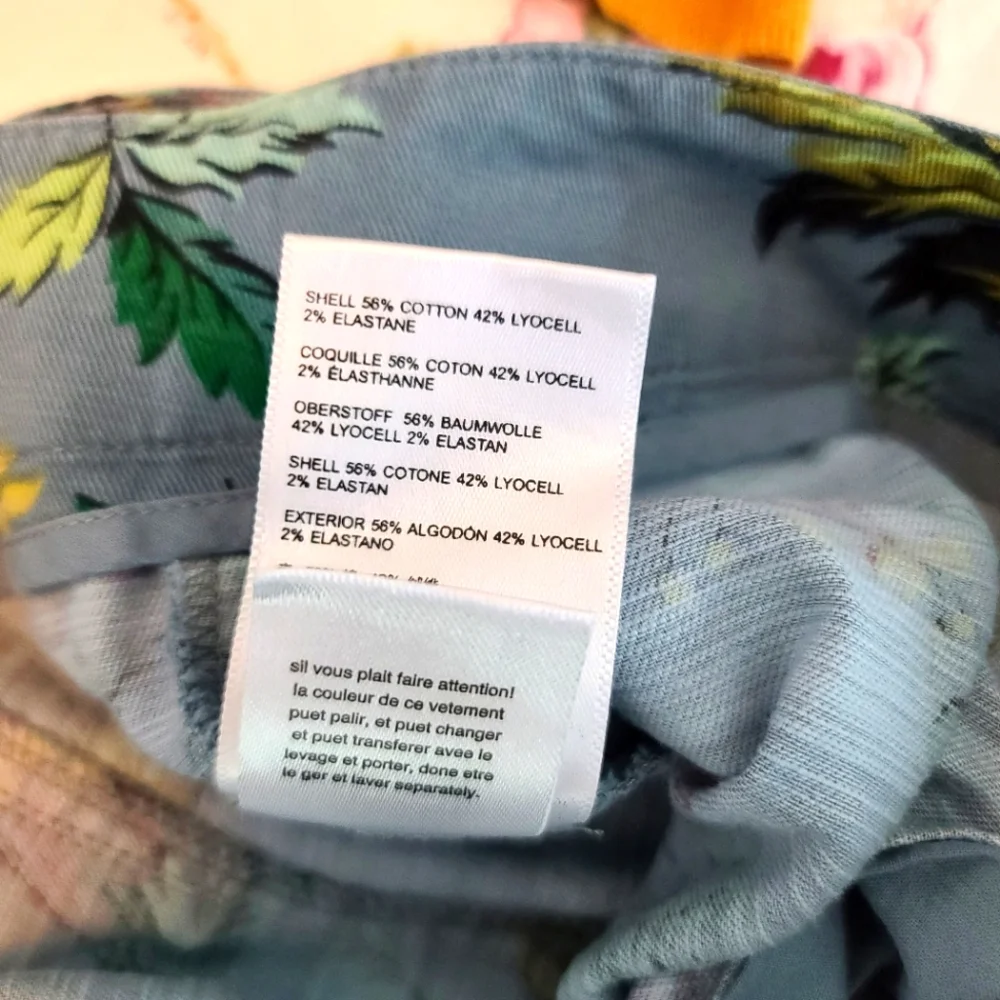 SHELL 56% COTTON 42% LYOCELL
2% ELASTANE
COQUILLE 56% COTON 42% LYOCELL
2% ÉLASTHANNE
OBERSTOFF 56% BAUMWOLLE
42% LYOCELL 2% ELASTAN
SHELL 56% COTONE 42% LYOCELL
2% ELASTAN
EXTERIOR 56% ALGODÓN 42% LYOCELL
2% ELASTANO
sil vous plait faire attention!
la couleur de ce vetement
puet palir, et puet changer
et puet transferer avec le
levage et porter, done etre
le ger et laver separately.